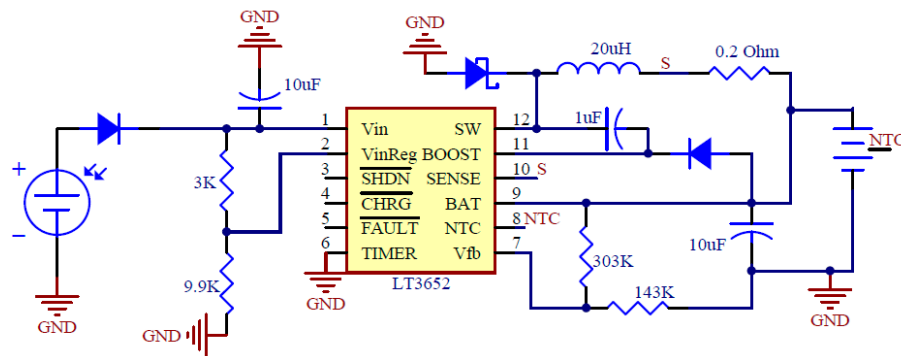 GND
GND
20uH
S
0.2 Ohm
10uF
1uF
1
Vin
SW
12
2
VinReg
BOOST
11
3
SHDN
SENSE
10
S
4
CHRG
BAT
9
5
FAULT
NTC
8
NTC
6
TIMER
Vfb
7
LT3652
+
−
3K
9.9K
GND
GND
GND
303K
143K
10uF
NTC
GND